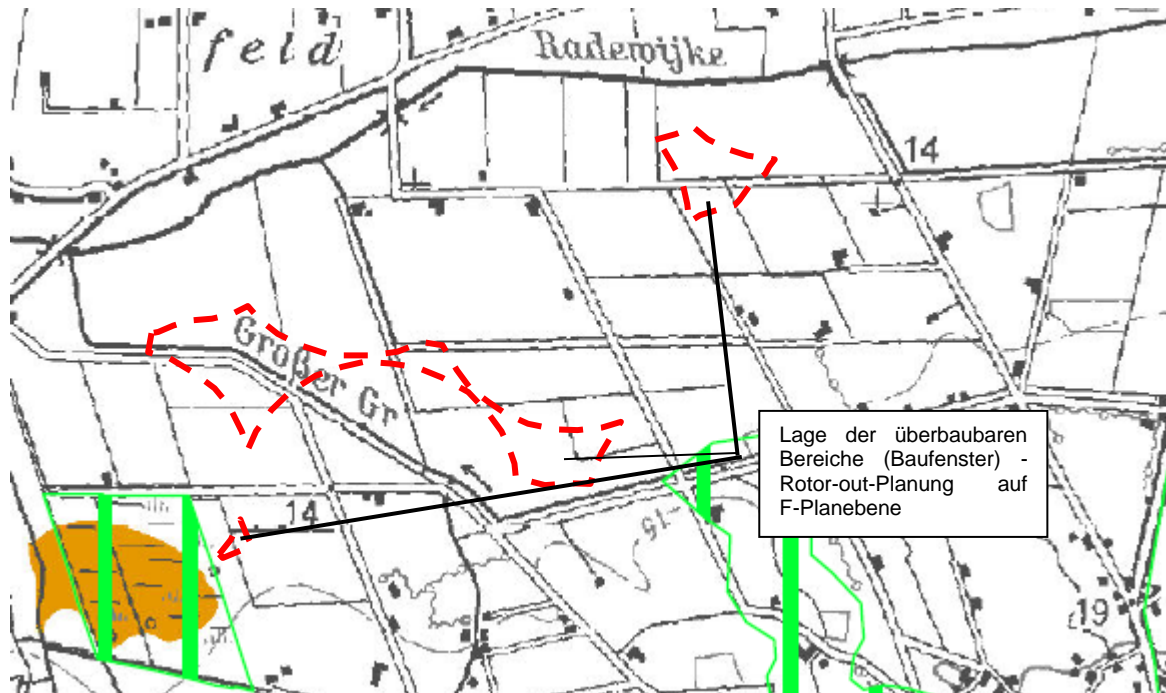 feld
Radewijke
14
Großer Gr
Lage der überbaubaren
Bereiche (Baufenster) -
Rotor-out-Planung auf
F-Planebene
14
15
19